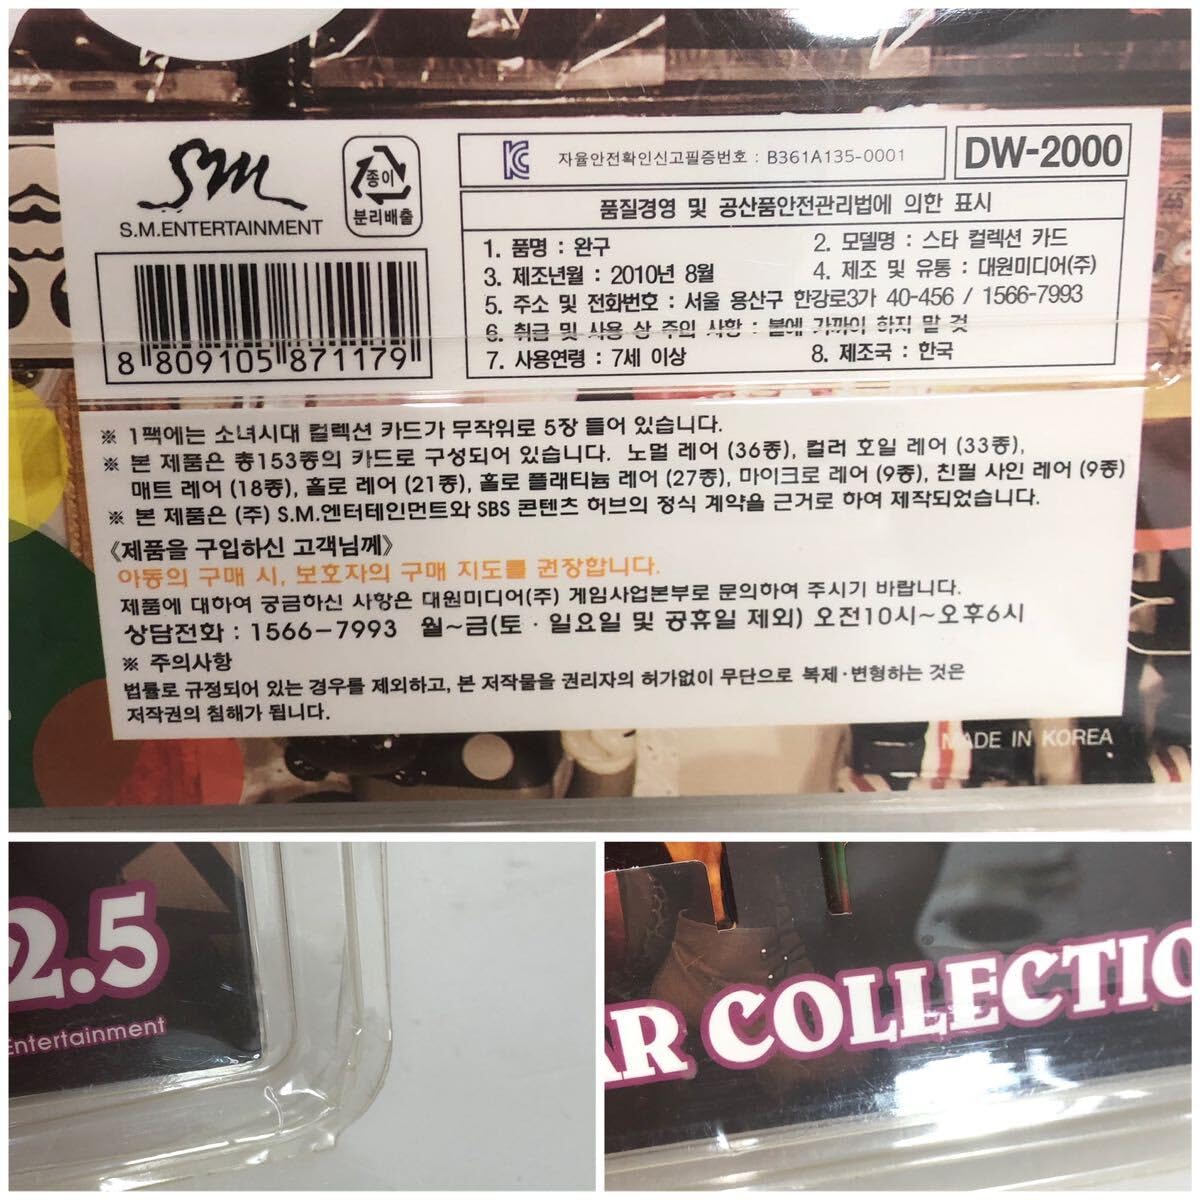 SM
S.M.ENTERTAINMENT
종이
분리배출
자율안전확인신고필증번호 : B361A135-0001
DW-2000
품질경영 및 공산품안전관리법에 의한 표시
1. 품명 : 완구
2. 모델명 : 스타 컬렉션 카드
3. 제조년월 : 2010년 8월
4. 제조 및 유통 : 대원미디어(주)
5. 주소 및 전화번호 : 서울 용산구 한강로3가 40-456 / 1566-7993
6. 취급 및 사용 상 주의 사항 : 불에 가까이 하지 말 것
7. 사용연령 : 7세 이상
8. 제조국 : 한국
8 809105 871179
※ 1팩에는 소녀시대 컬렉션 카드가 무작위로 5장 들어 있습니다.
※ 본 제품은 총153종의 카드로 구성되어 있습니다. 노멀 레어 (36종), 컬러 호일 레어 (33종),
매트 레어 (18종), 홀로 레어 (21종), 홀로 플래티늄 레어 (27종), 마이크로 레어 (9종), 친필 사인 레어 (9종)
※ 본 제품은 (주) S.M.엔터테인먼트와 SBS 콘텐츠 허브의 정식 계약을 근거로 하여 제작되었습니다.
《제품을 구입하신 고객님께》
아동의 구매 시, 보호자의 구매 지도를 권장합니다.
제품에 대하여 궁금하신 사항은 대원미디어(주) 게임사업본부로 문의하여 주시기 바랍니다.
상담전화 : 1566-7993 월~금(토 · 일요일 및 공휴일 제외) 오전10시~오후6시
※ 주의사항
법률로 규정되어 있는 경우를 제외하고, 본 저작물을 권리자의 허가없이 무단으로 복제·변형하는 것은
저작권의 침해가 됩니다.
MADE IN KOREA
2.5
Entertainment
AR COLLECTIO